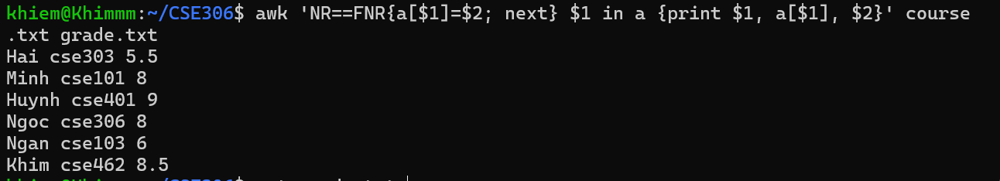 khiem@Khimmm:~/CSE306$ awk 'NR==FNR{a[$1]=$2; next} $1 in a {print $1, a[$1], $2}' course
.txt grade.txt
Hai cse303 5.5
Minh cse101 8
Huynh cse401 9
Ngoc cse306 8
Ngan cse103 6
Khim cse462 8.5